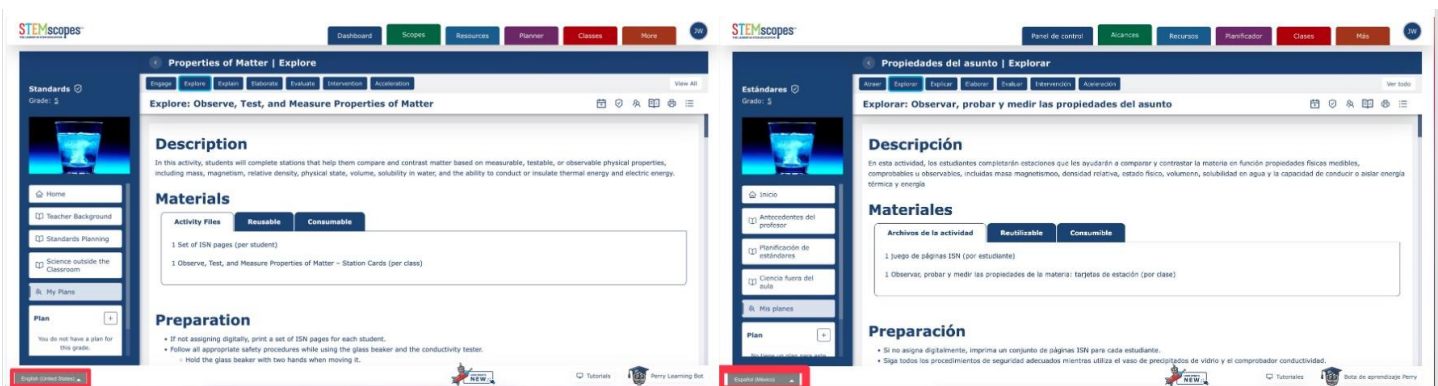 STEMscopes
Dashboard
Scopes
Resources
Planner
Classes
More
JW
Properties of Matter | Explore
Standards
Grade: 5
Engage
Explore
Explain
Elaborate
Evaluate
Intervention
Acceleration
View All
Explore: Observe, Test, and Measure Properties of Matter
Description
In this activity, students will complete stations that help them compare and contrast matter based on measurable, testable, or observable physical properties,
including mass, magnetism, relative density, physical state, volume, solubility in water, and the ability to conduct or insulate thermal energy and electric energy.
Home
Teacher Background
Standards Planning
Science outside the
Classroom
My Plans
Plan
You do not have a plan for
this grade.
Materials
Activity Files
Reusable
Consumable
1 Set of ISN pages (per student)
1 Observe, Test, and Measure Properties of Matter – Station Cards (per class)
Preparation
• If not assigning digitally, print a set of ISN pages for each student.
• Follow all appropriate safety procedures while using the glass beaker and the conductivity tester.
◦ Hold the glass beaker with two hands when moving it.
English (United States)
NEW
Tutorials
Perry Learning Bot
STEMscopes
Panel de control
Alcances
Recursos
Planificador
Clases
Más
JW
Propiedades del asunto | Explorar
Estándares
Grado: 5
Atraer
Explorar
Explicar
Elaborar
Evaluar
Intervención
Aceleración
Ver todo
Explorar: Observar, probar y medir las propiedades del asunto
Descripción
En esta actividad, los estudiantes completarán estaciones que les ayudarán a comparar y contrastar la materia en función propiedades físicas medibles,
comprobables u observables, incluidas masa magnetismoo, densidad relativa, estado físico, volumenn, solubilidad en agua y la capacidad de conducir o aislar energía
térmica y energía
Inicio
Antecedentes del
profesor
Planificación de
estándares
Ciencia fuera del
aula
Mis planes
Plan
Materiales
Archivos de la actividad
Reutilizable
Consumible
1 juego de páginas ISN (por estudiante)
1 Observar, probar y medir las propiedades de la materia: tarjetas de estación (por clase)
Preparación
• Si no asigna digitalmente, imprima un conjunto de páginas ISN para cada estudiante.
• Siga todos los procedimientos de seguridad adecuados mientras utiliza el vaso de precipitados de vidrio y el comprobador conductividad.
Español (México)
NEW
Tutoriales
Bota de aprendizaje Perry